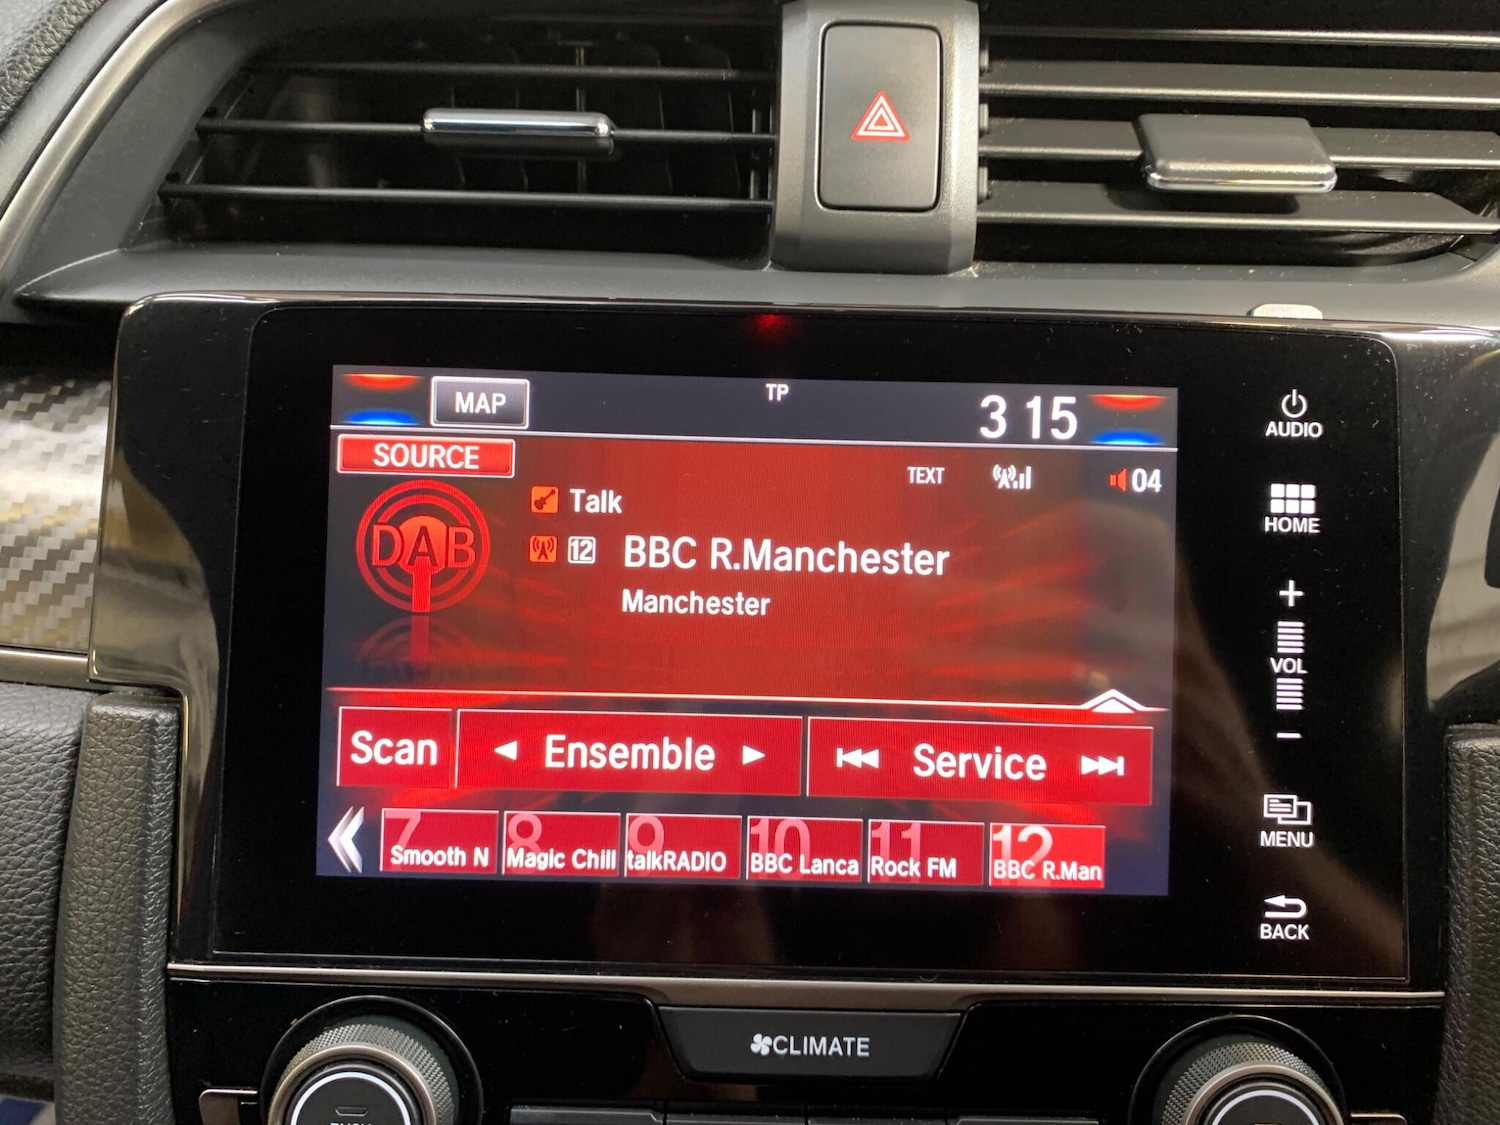 MAP
TP
3 15
SOURCE
TEXT
04
Talk
DAB
12 BBC R.Manchester
Manchester
Scan
Ensemble
Service
7 Smooth N
8 Magic Chill
9 talkRADIO
10 BBC Lanca
11 Rock FM
12 BBC R.Man
AUDIO
HOME
VOL
MENU
BACK
CLIMATE